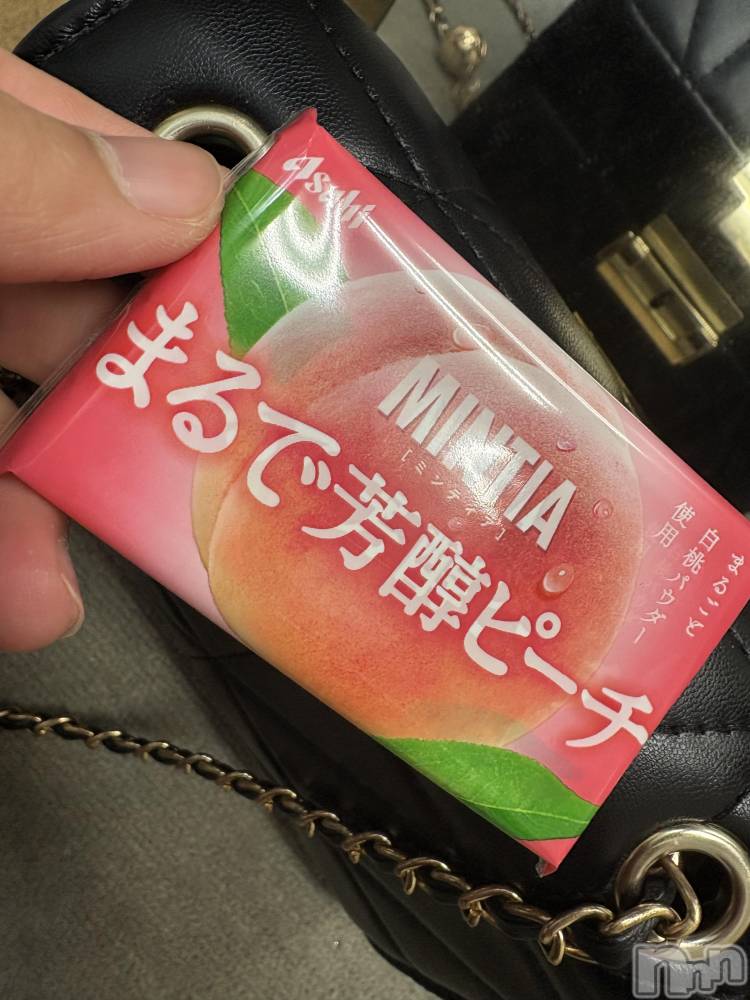 Asahi
MINTIA
[ミンティア]
まるで芳醇ピーチ
まるごと
白桃パウダー
使用